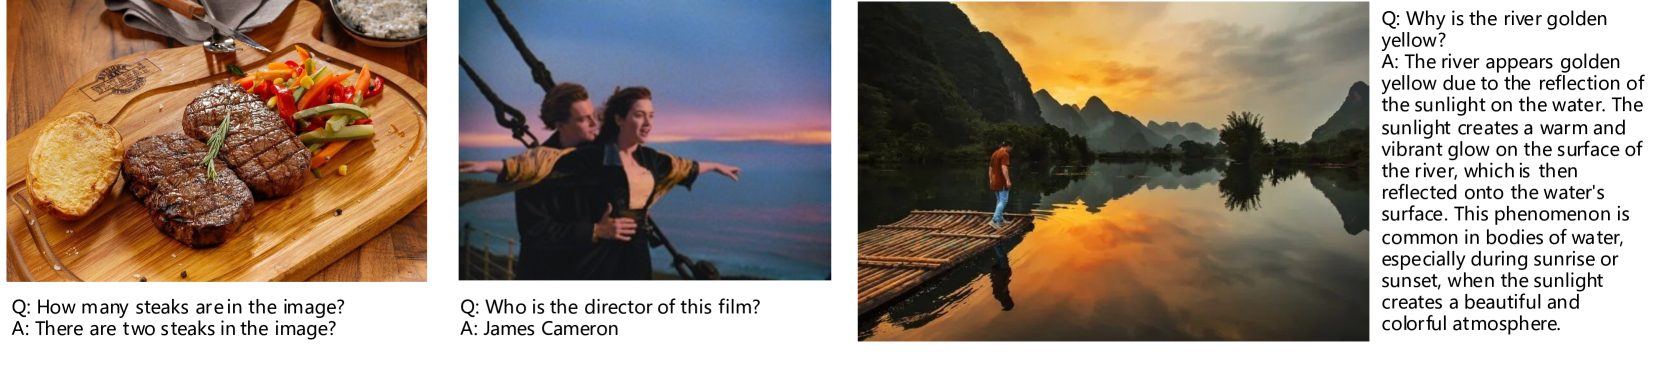 Q: How many steaks are in the image?
A: There are two steaks in the image?
Q: Who is the director of this film?
A: James Cameron
Q: Why is the river golden
yellow?
A: The river appears golden
yellow due to the reflection of
the sunlight on the water. The
sunlight creates a warm and
vibrant glow on the surface of
the river, which is then
reflected onto the water's
surface. This phenomenon is
common in bodies of water,
especially during sunrise or
sunset, when the sunlight
creates a beautiful and
colorful atmosphere.